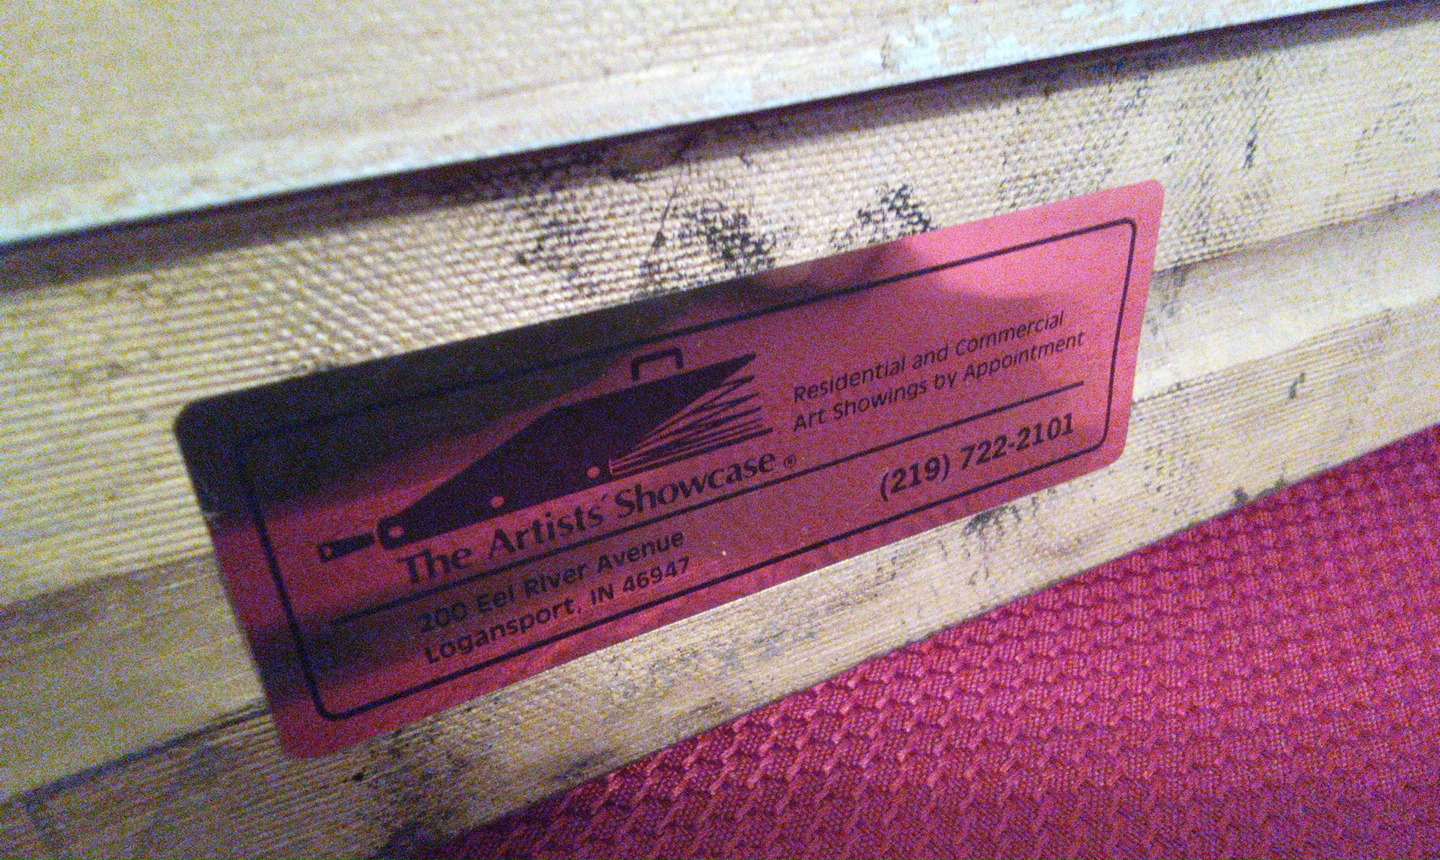 Residential and Commercial
Art Showings by Appointment
The Artists' Showcase ®
(219) 722-2101
200 Eel River Avenue
Logansport, IN 46947